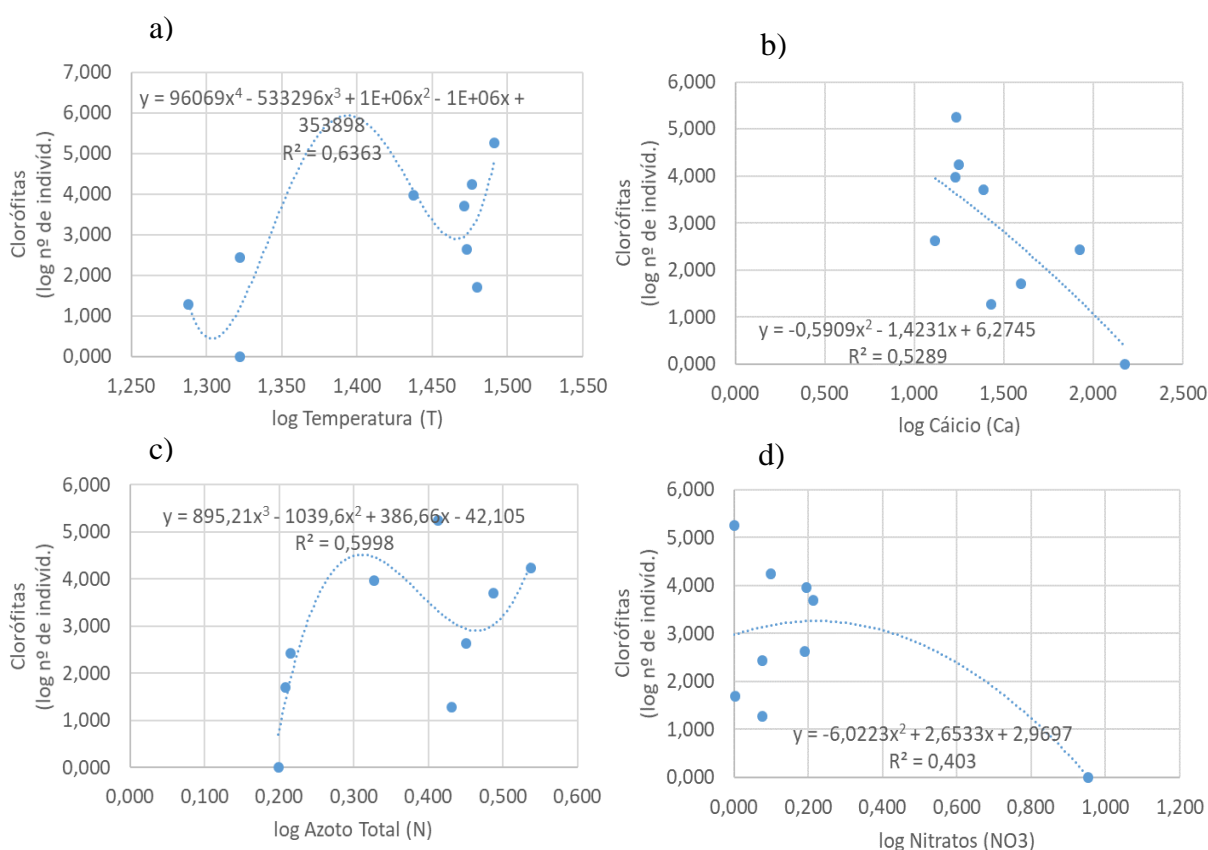 a)
7,000
6,000
5,000
4,000
3,000
2,000
1,000
0,000
y = 96069x⁴ - 533296x³ + 1E+06x² - 1E+06x +
353898
R² = 0,6363
Clorófitas
(log nº de indivíd.)
1,250 1,300 1,350 1,400 1,450 1,500 1,550
log Temperatura (T)
b)
6,000
5,000
4,000
3,000
2,000
1,000
0,000
Clorófitas
(log nº de indivíd.)
y = -0,5909x² - 1,4231x + 6,2745
R² = 0,5289
0,000 0,500 1,000 1,500 2,000 2,500
log Cáicio (Ca)
c)
6,000
5,000
4,000
3,000
2,000
1,000
0,000
y = 895,21x³ - 1039,6x² + 386,66x - 42,105
R² = 0,5998
Clorófitas
(log nº de indivíd.)
0,000 0,100 0,200 0,300 0,400 0,500 0,600
log Azoto Total (N)
d)
6,000
5,000
4,000
3,000
2,000
1,000
0,000
Clorófitas
(log nº de indivíd.)
y = -6,0223x² + 2,6533x + 2,9697
R² = 0,403
0,000 0,200 0,400 0,600 0,800 1,000 1,200
log Nitratos (NO3)